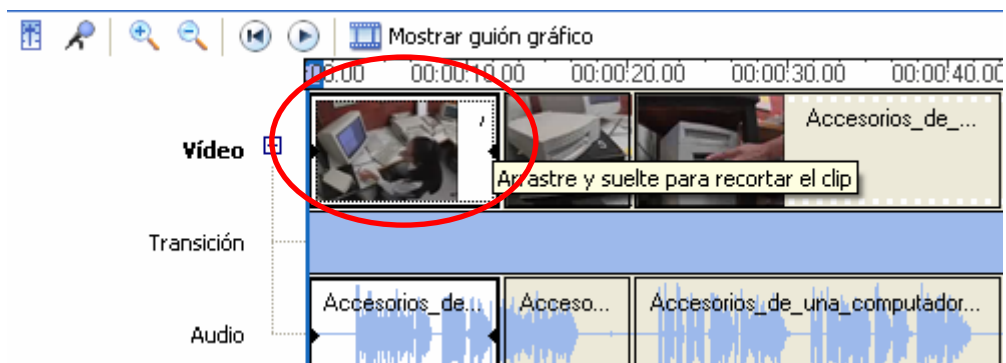 Mostrar guión gráfico
0.00 00:00:10.00 00:00:20.00 00:00:30.00 00:00:40.00
Vídeo
Accesorios_de_...
Arrastre y suelte para recortar el clip
Transición
Accesorios_de... Acceso... Accesorios_de_una_computador...
Audio